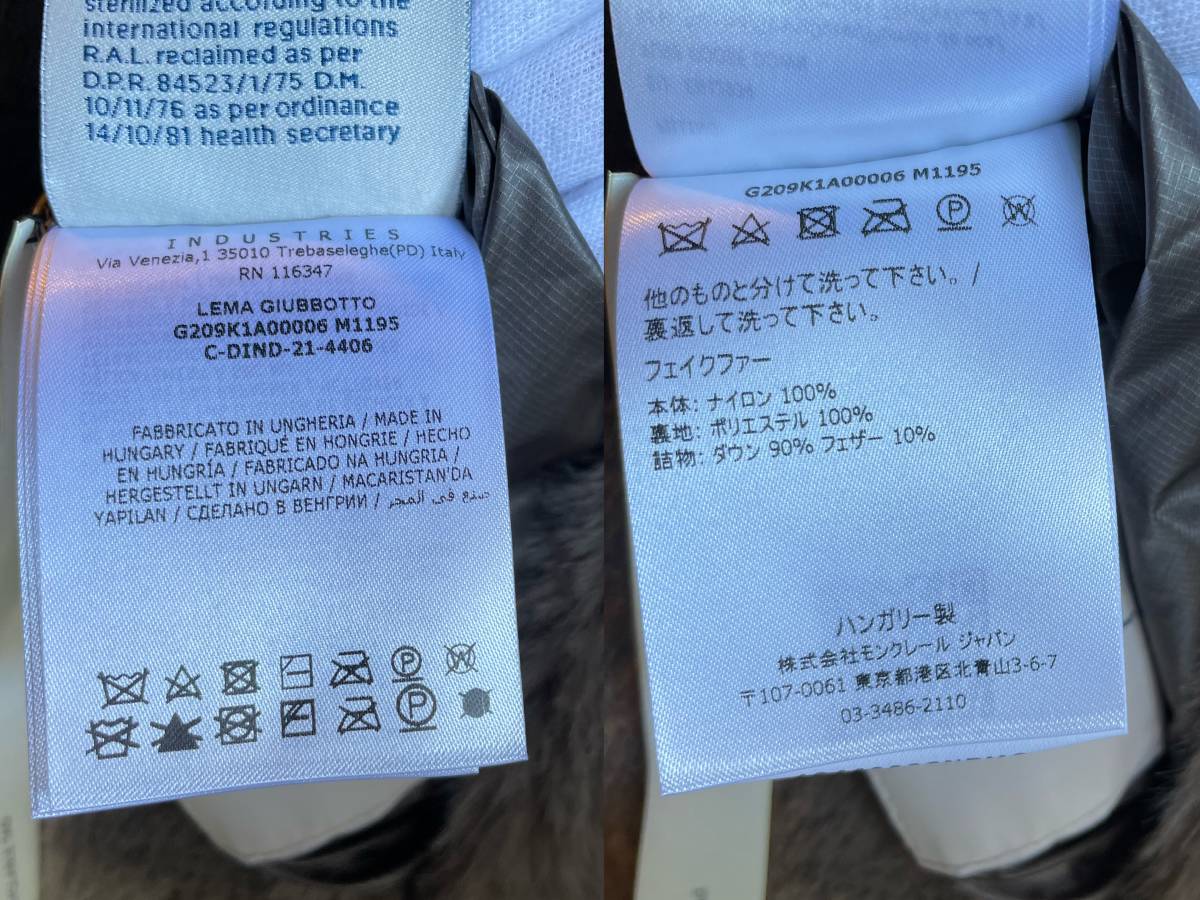 sterilized according to the
international regulations
R.A.L. reclaimed as per
D.P.R. 84523/1/75 D.M.
10/11/76 as per ordinance
14/10/81 health secretary
INDUSTRIES
Via Venezia,1 35010 Trebaseleghe(PD) Italy
RN 116347
LEMA GIUBBOTTO
G209K1A00006 M1195
C-DIND-21-4406
FABBRICATO IN UNGHERIA / MADE IN
HUNGARY / FABRIQUÉ EN HONGRIE / HECHO
EN HUNGRÍA / FABRICADO NA HUNGRIA /
HERGESTELLT IN UNGARN / MACARISTAN'DA
YAPILAN / СДЕЛАНО В ВЕНГРИИ / صنع في المجر
P W
P
G209K1A00006 M1195
P W
他のものと分けて洗って下さい。/
裏返して洗って下さい。
フェイクファー
本体: ナイロン 100%
裏地: ポリエステル 100%
詰物: ダウン 90% フェザー 10%
ハンガリー製
株式会社モンクレール ジャパン
〒107-0061 東京都港区北青山3-6-7
03-3486-2110